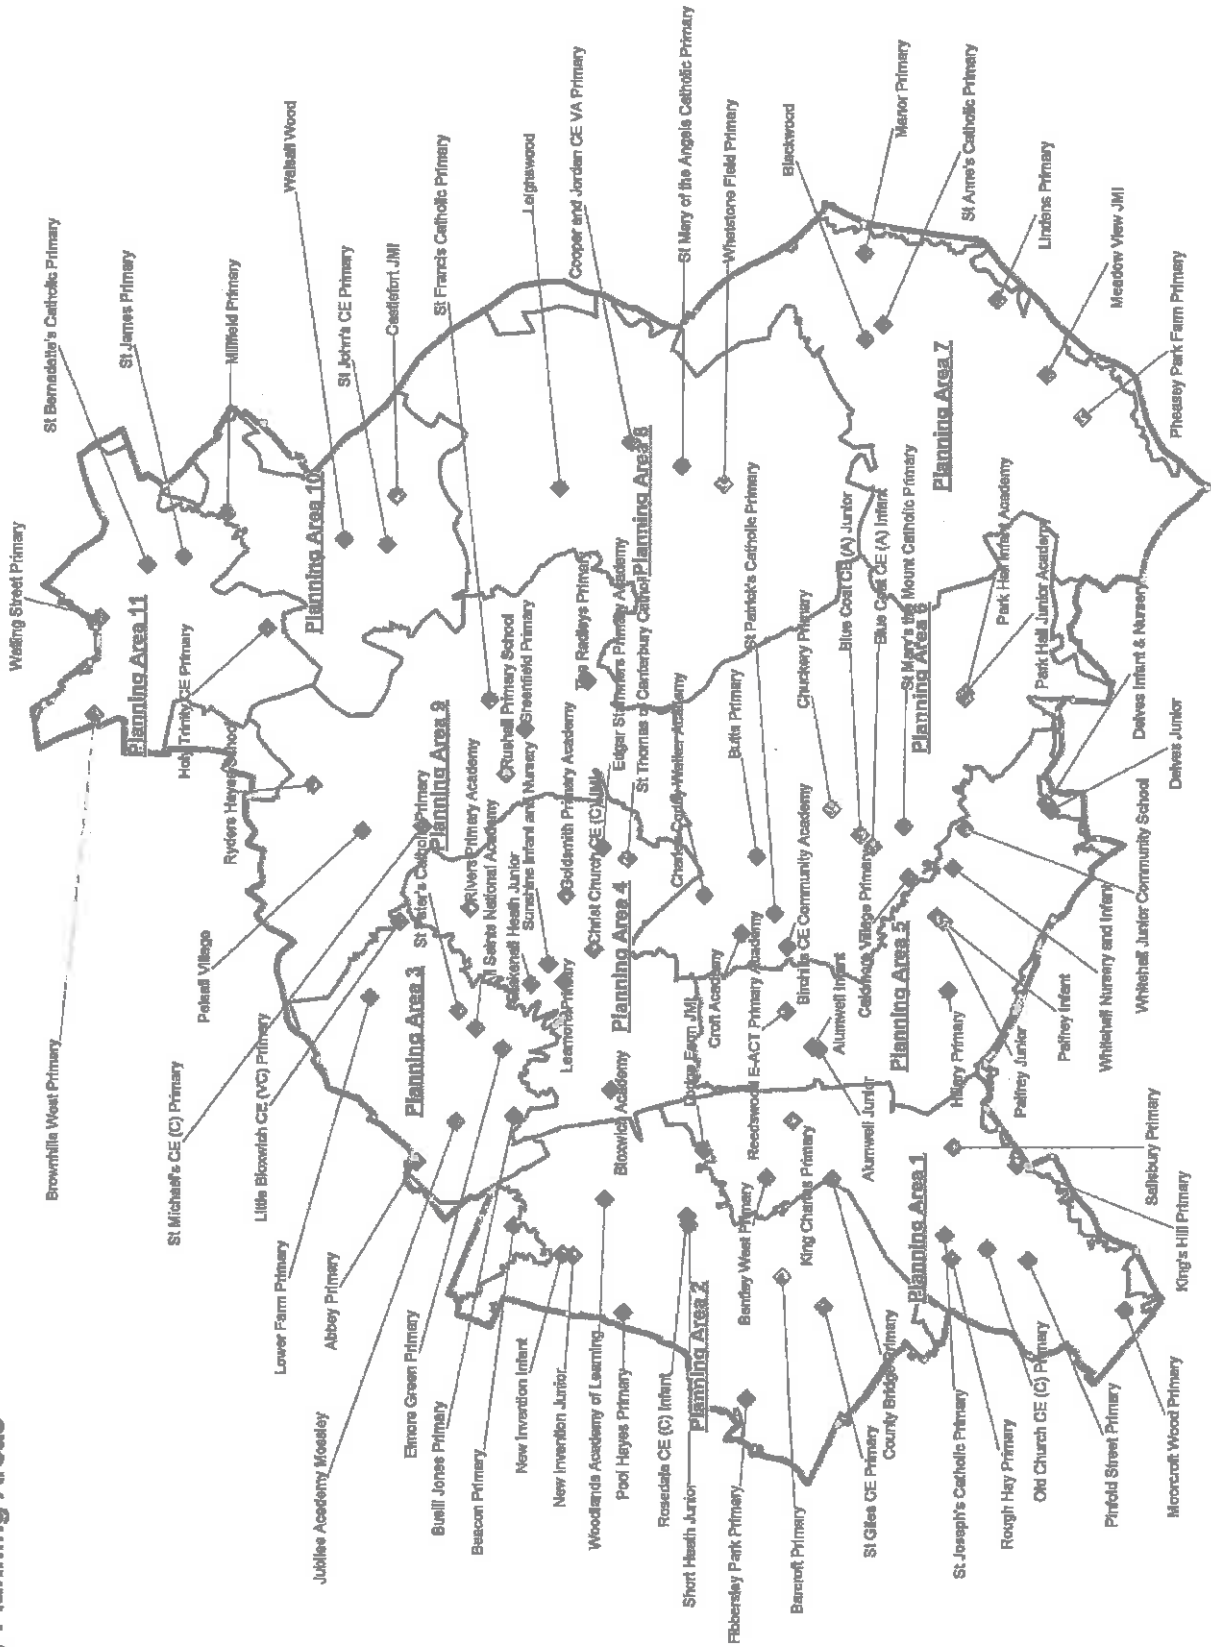 Planning Areas
Watling Street Primary
St Bernadette's Catholic Primary
St James Primary
Millfield Primary
Walsall Wood
St John's CE Primary
Castlefort JMI
St Francis Catholic Primary
Leighswood
Cooper and Jordan CE VA Primary
St Mary of the Angels Catholic Primary
Whetstone Field Primary
Blackwood
Manor Primary
St Anne's Catholic Primary
Lindens Primary
Meadow View JMI
Pheasey Park Farm Primary
Planning Area 11
Planning Area 10
Planning Area 8
Planning Area 7
Holy Trinity CE Primary
Ryders Hayes School
Planning Area 9
Rushall Primary School
Greenfield Primary
The Radleys Primary
Edgar Stammers Primary Academy
St Thomas of Canterbury Catholic
St Patrick's Catholic Primary
Chuckery Primary
Blue Coat CE (A) Junior
Blue Coat CE (A) Infant
St Mary's the Mount Catholic Primary
Planning Area 6
Park Hall Infant Academy
Park Hall Junior Academy
Delves Infant & Nursery
Delves Junior
Brownhills West Primary
Pelsall Village
St Michael's CE (C) Primary
Little Bloxwich CE (VC) Primary
St Peter's Catholic Primary
Rivers Primary Academy
All Saints National Academy
Blakenall Heath Junior
Sunshine Infant and Nursery
Goldsmith Primary Academy
Christ Church CE (C) JMI
Leamore Primary
Planning Area 4
Charles Coddy Walker Academy
Butts Primary
Croft Academy
Birchills CE Community Academy
Reedswood E-ACT Primary Academy
Caldmore Village Primary
Planning Area 5
Whitehall Junior Community School
Whitehall Nursery and Infant
Palfrey Infant
Palfrey Junior
Hillary Primary
Alumwell Infant
Alumwell Junior
Planning Area 3
Lower Farm Primary
Abbey Primary
Jubilee Academy Mossley
Elmore Green Primary
Busill Jones Primary
Beacon Primary
Bloxwich Academy
Dorothy Farm JMI
New Invention Infant
New Invention Junior
Woodlands Academy of Learning
Pool Hayes Primary
Rosedale CE (C) Infant
Short Heath Junior
Planning Area 2
Bentley West Primary
King Charles Primary
County Bridge Primary
Fibbersley Park Primary
Barcroft Primary
St Giles CE Primary
Planning Area 1
St Joseph's Catholic Primary
Rough Hay Primary
Old Church CE (C) Primary
Pinfold Street Primary
Moorcroft Wood Primary
King's Hill Primary
Salisbury Primary